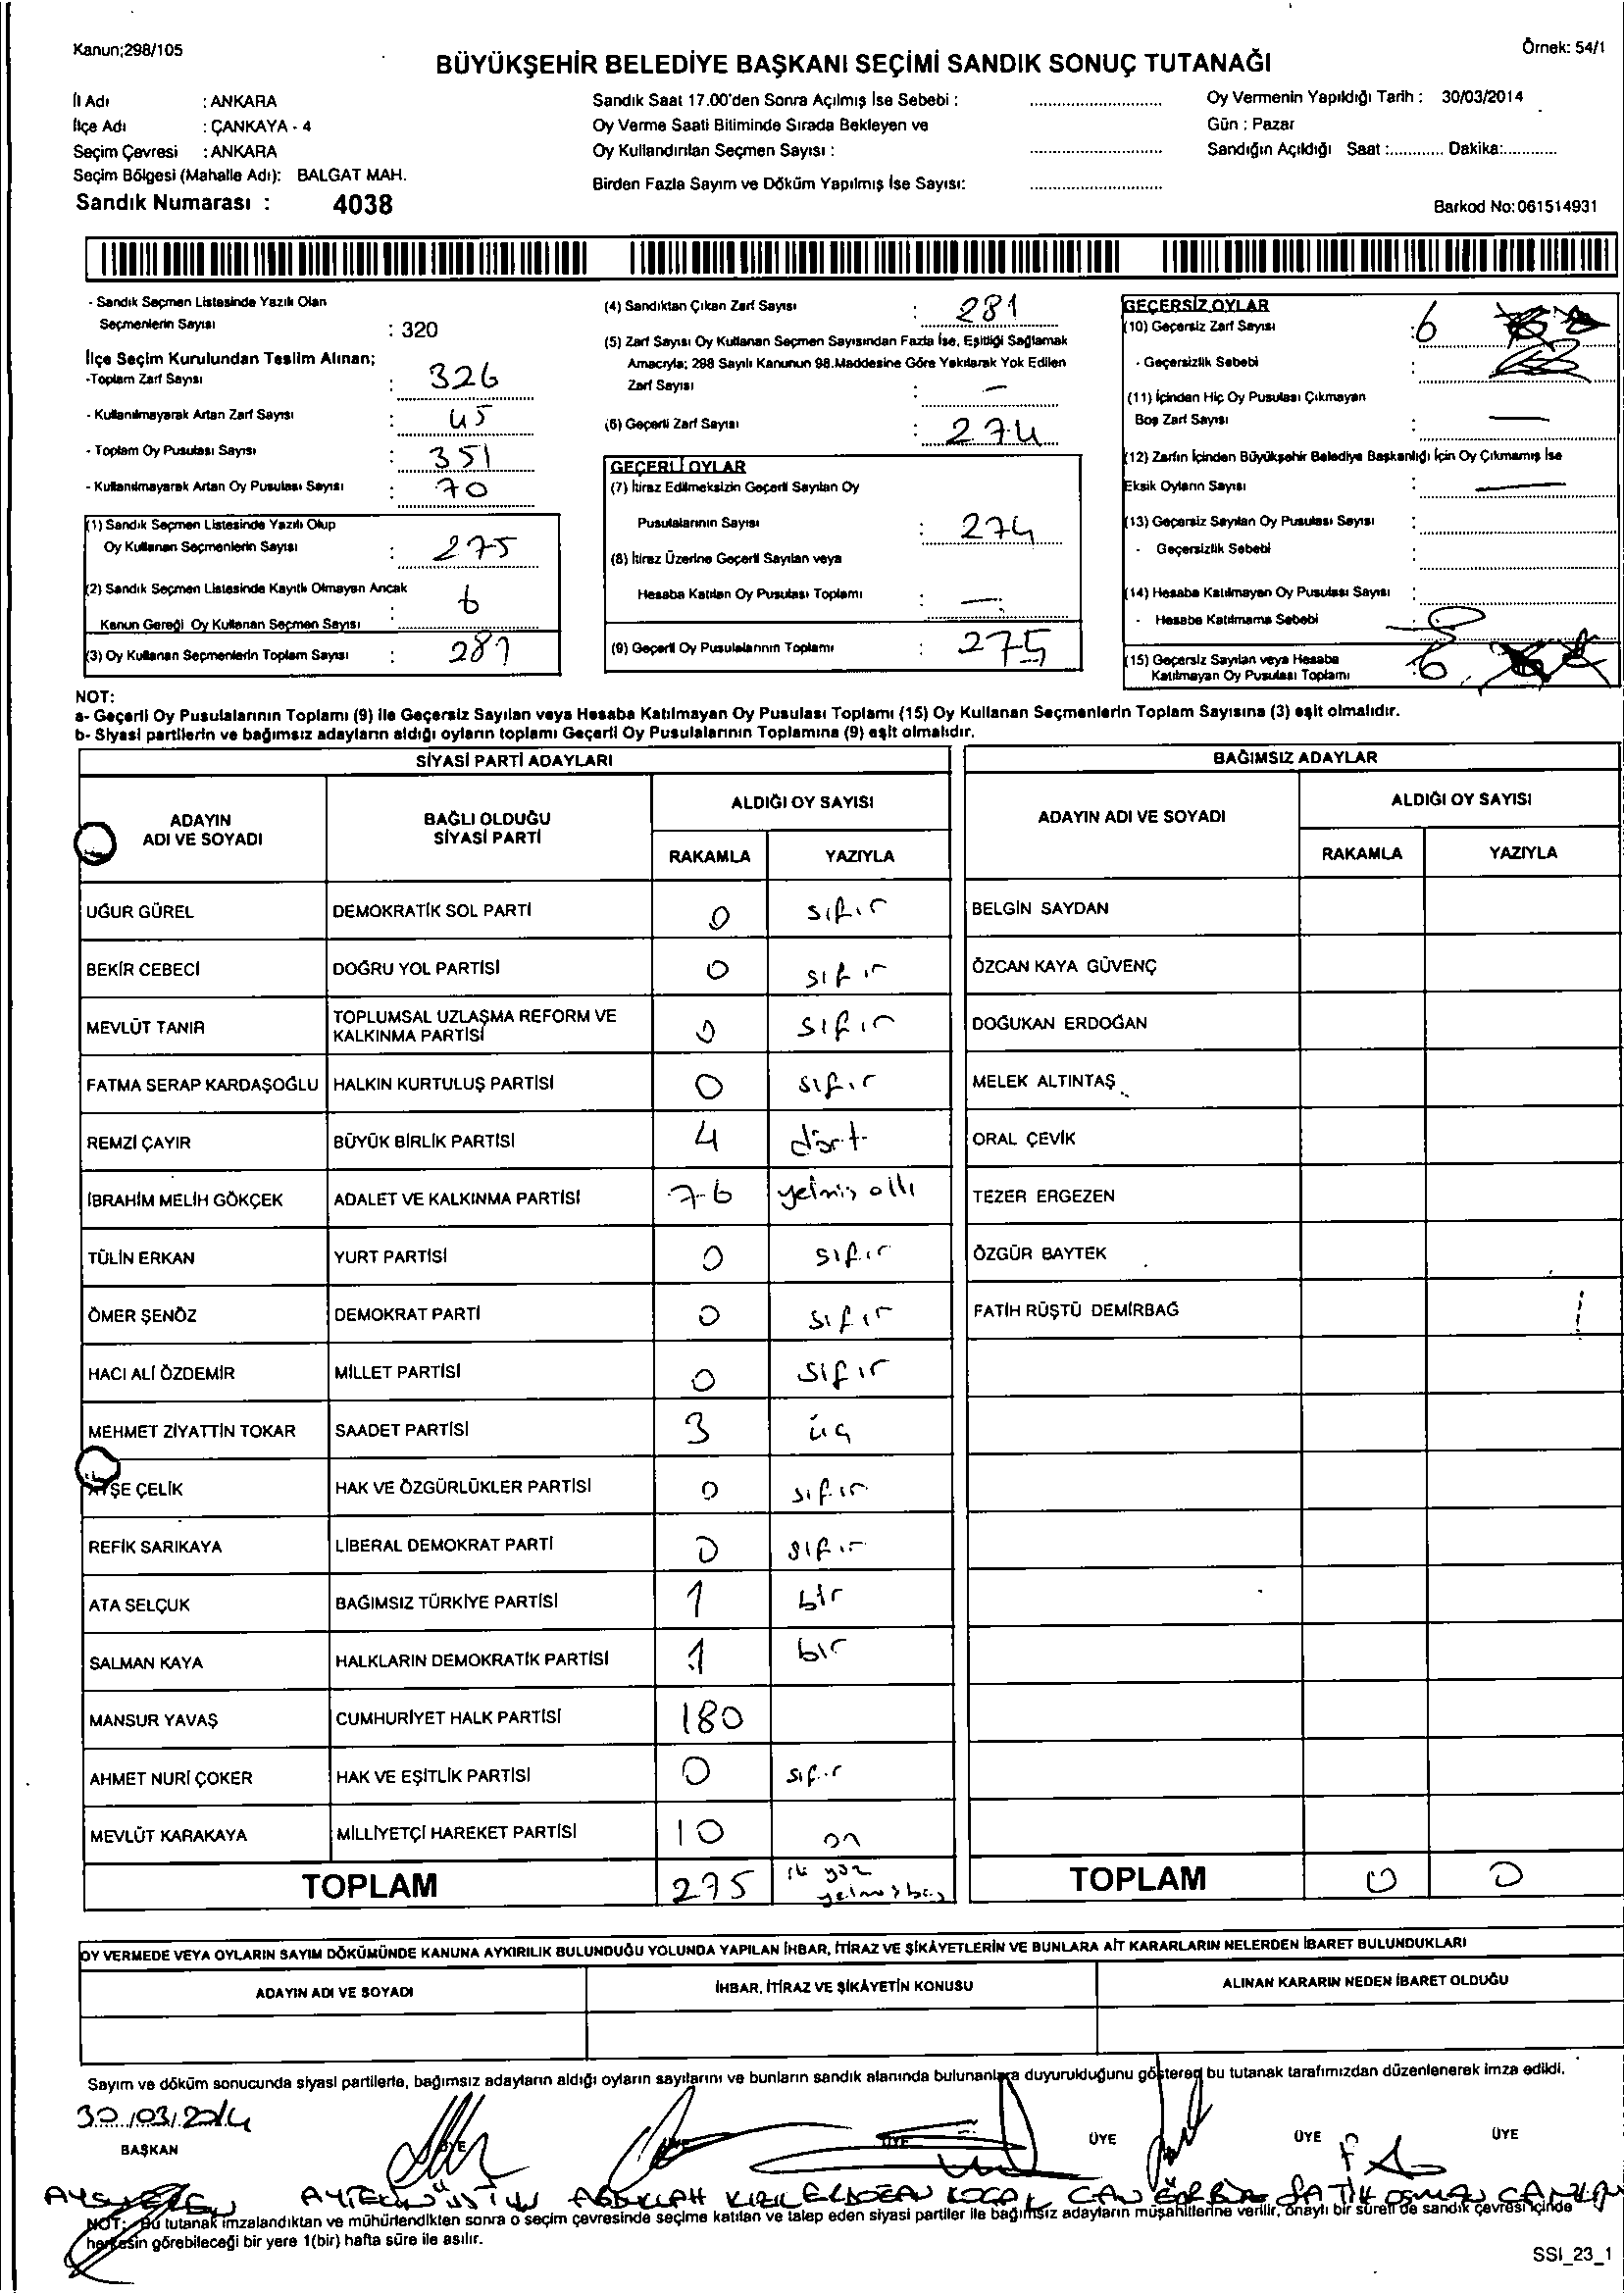 Kanun;298/105
Örnek: 54/1
BÜYÜKŞEHİR BELEDİYE BAŞKANI SEÇİMİ SANDIK SONUÇ TUTANAĞI
İl Adı : ANKARA
İlçe Adı : ÇANKAYA - 4
Seçim Çevresi : ANKARA
Seçim Bölgesi (Mahalle Adı): BALGAT MAH.
Sandık Numarası : 4038
Sandık Saat 17.00'den Sonra Açılmış İse Sebebi :
Oy Verme Saati Bitiminde Sırada Bekleyen ve
Oy Kullandırılan Seçmen Sayısı :
Birden Fazla Sayım ve Döküm Yapılmış İse Sayısı:
Oy Vermenin Yapıldığı Tarih : 30/03/2014
Gün : Pazar
Sandığın Açıldığı Saat :............ Dakika:............
Barkod No:061514931
- Sandık Seçmen Listesinde Yazılı Olan
Seçmenlerin Sayısı : 320
İlçe Seçim Kurulundan Teslim Alınan;
-Toplam Zarf Sayısı : 326
- Kullanılmayarak Artan Zarf Sayısı : 45
- Toplam Oy Pusulası Sayısı : 351
- Kullanılmayarak Artan Oy Pusulası Sayısı : 70
(1) Sandık Seçmen Listesinde Yazılı Olup
Oy Kullanan Seçmenlerin Sayısı : 275
(2) Sandık Seçmen Listesinde Kayıtlı Olmayan Ancak
Kanun Gereği Oy Kullanan Seçmen Sayısı : 6
(3) Oy Kullanan Seçmenlerin Toplam Sayısı : 281
(4) Sandıktan Çıkan Zarf Sayısı : 281
(5) Zarf Sayısı Oy Kullanan Seçmen Sayısından Fazla İse, Eşitliği Sağlamak
Amacıyla; 298 Sayılı Kanunun 98.Maddesine Göre Yakılarak Yok Edilen
Zarf Sayısı : —
(6) Geçerli Zarf Sayısı : 274
GEÇERLİ OYLAR
(7) İtiraz Edilmeksizin Geçerli Sayılan Oy
Pusulalarının Sayısı : 274
(8) İtiraz Üzerine Geçerli Sayılan veya
Hesaba Katılan Oy Pusulası Toplamı : —
(9) Geçerli Oy Pusulalarının Toplamı : 275
GEÇERSİZ OYLAR
(10) Geçersiz Zarf Sayısı : 6
- Geçersizlik Sebebi :
(11) İçinden Hiç Oy Pusulası Çıkmayan
Boş Zarf Sayısı : —
(12) Zarfın İçinden Büyükşehir Belediye Başkanlığı İçin Oy Çıkmamış İse
Eksik Oyların Sayısı : —
(13) Geçersiz Sayılan Oy Pusulası Sayısı :
- Geçersizlik Sebebi :
(14) Hesaba Katılmayan Oy Pusulası Sayısı :
- Hesaba Katılmama Sebebi
(15) Geçersiz Sayılan veya Hesaba
Katılmayan Oy Pusulası Toplamı 6
NOT:
a- Geçerli Oy Pusulalarının Toplamı (9) ile Geçersiz Sayılan veya Hesaba Katılmayan Oy Pusulası Toplamı (15) Oy Kullanan Seçmenlerin Toplam Sayısına (3) eşit olmalıdır.
b- Siyasi partilerin ve bağımsız adayların aldığı oyların toplamı Geçerli Oy Pusulalarının Toplamına (9) eşit olmalıdır.
SİYASİ PARTİ ADAYLARI
ADAYIN ADI VE SOYADI
BAĞLI OLDUĞU SİYASİ PARTİ
ALDIĞI OY SAYISI
RAKAMLA YAZIYLA
UĞUR GÜREL DEMOKRATİK SOL PARTİ 0 sıfır
BEKİR CEBECİ DOĞRU YOL PARTİSİ 0 sıfır
MEVLÜT TANIR TOPLUMSAL UZLAŞMA REFORM VE KALKINMA PARTİSİ 0 sıfır
FATMA SERAP KARDAŞOĞLU HALKIN KURTULUŞ PARTİSİ 0 sıfır
REMZİ ÇAYIR BÜYÜK BİRLİK PARTİSİ 4 dört
İBRAHİM MELİH GÖKÇEK ADALET VE KALKINMA PARTİSİ 76 yetmiş altı
TÜLİN ERKAN YURT PARTİSİ 0 sıfır
ÖMER ŞENÖZ DEMOKRAT PARTİ 0 sıfır
HACI ALİ ÖZDEMİR MİLLET PARTİSİ 0 sıfır
MEHMET ZİYATTİN TOKAR SAADET PARTİSİ 3 üç
AYŞE ÇELİK HAK VE ÖZGÜRLÜKLER PARTİSİ 0 sıfır
REFİK SARIKAYA LİBERAL DEMOKRAT PARTİ 0 sıfır
ATA SELÇUK BAĞIMSIZ TÜRKİYE PARTİSİ 1 bir
SALMAN KAYA HALKLARIN DEMOKRATİK PARTİSİ 1 bir
MANSUR YAVAŞ CUMHURİYET HALK PARTİSİ 180
AHMET NURİ ÇOKER HAK VE EŞİTLİK PARTİSİ 0 sıfır
MEVLÜT KARAKAYA MİLLİYETÇİ HAREKET PARTİSİ 10 on
TOPLAM 275 iki yüz yetmiş beş
BAĞIMSIZ ADAYLAR
ADAYIN ADI VE SOYADI
ALDIĞI OY SAYISI
RAKAMLA YAZIYLA
BELGİN SAYDAN
ÖZCAN KAYA GÜVENÇ
DOĞUKAN ERDOĞAN
MELEK ALTINTAŞ
ORAL ÇEVİK
TEZER ERGEZEN
ÖZGÜR BAYTEK
FATİH RÜŞTÜ DEMİRBAĞ
TOPLAM 0 0
OY VERMEDE VEYA OYLARIN SAYIM DÖKÜMÜNDE KANUNA AYKIRILIK BULUNDUĞU YOLUNDA YAPILAN İHBAR, İTİRAZ VE ŞİKÂYETLERİN VE BUNLARA AİT KARARLARIN NELERDEN İBARET BULUNDUKLARI
ADAYIN ADI VE SOYADI
İHBAR, İTİRAZ VE ŞİKÂYETİN KONUSU
ALINAN KARARIN NEDEN İBARET OLDUĞU
Sayım ve döküm sonucunda siyasi partilerle, bağımsız adayların aldığı oyların sayılarını ve bunların sandık alanında bulunanlara duyurulduğunu gösteren bu tutanak tarafımızdan düzenlenerek imza edildi.
30/03/2014
BAŞKAN ÜYE ÜYE ÜYE ÜYE ÜYE ÜYE
AYTEKİN ÜSTÜN ABDULLAH KIZIL ERDOĞAN KOÇAK CAN FATİH OSMAN
NOT: Bu tutanak imzalandıktan ve mühürlendikten sonra o seçim çevresinde seçime katılan ve talep eden siyasi partiler ile bağımsız adayların müşahitlerine verilir, onaylı bir sureti de sandık çevresi içinde
herkesin görebileceği bir yere 1(bir) hafta süre ile asılır.
SSI_23_1